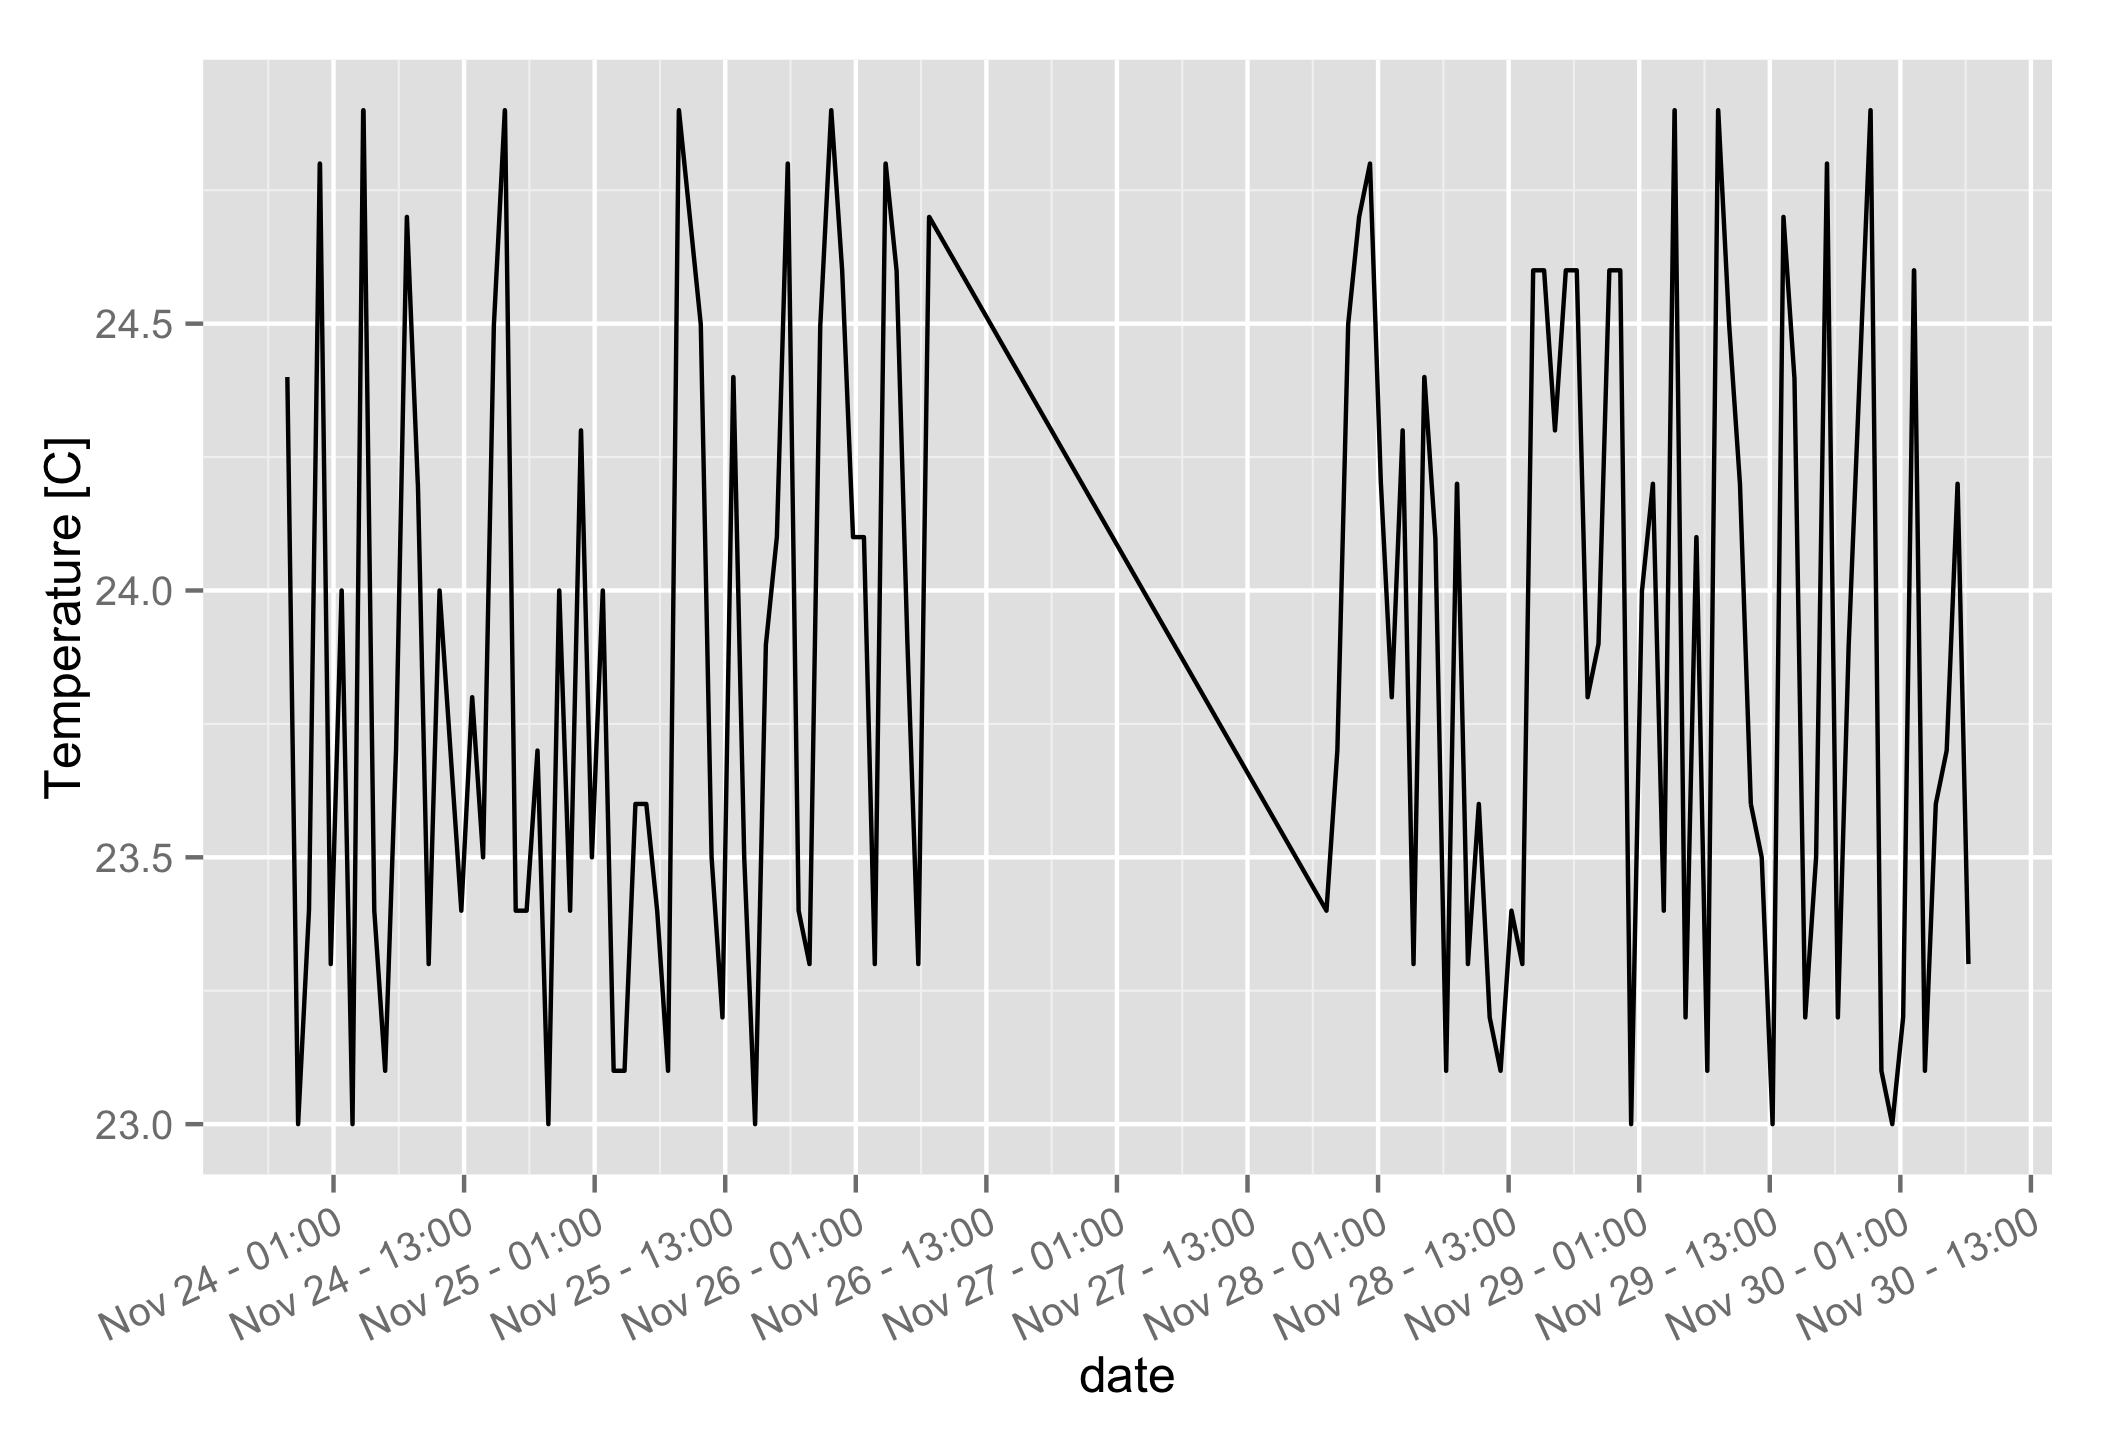 Temperature [C]
24.5
24.0
23.5
23.0
Nov 24 - 01:00
Nov 24 - 13:00
Nov 25 - 01:00
Nov 25 - 13:00
Nov 26 - 01:00
Nov 26 - 13:00
Nov 27 - 01:00
Nov 27 - 13:00
Nov 28 - 01:00
Nov 28 - 13:00
Nov 29 - 01:00
Nov 29 - 13:00
Nov 30 - 01:00
Nov 30 - 13:00
date